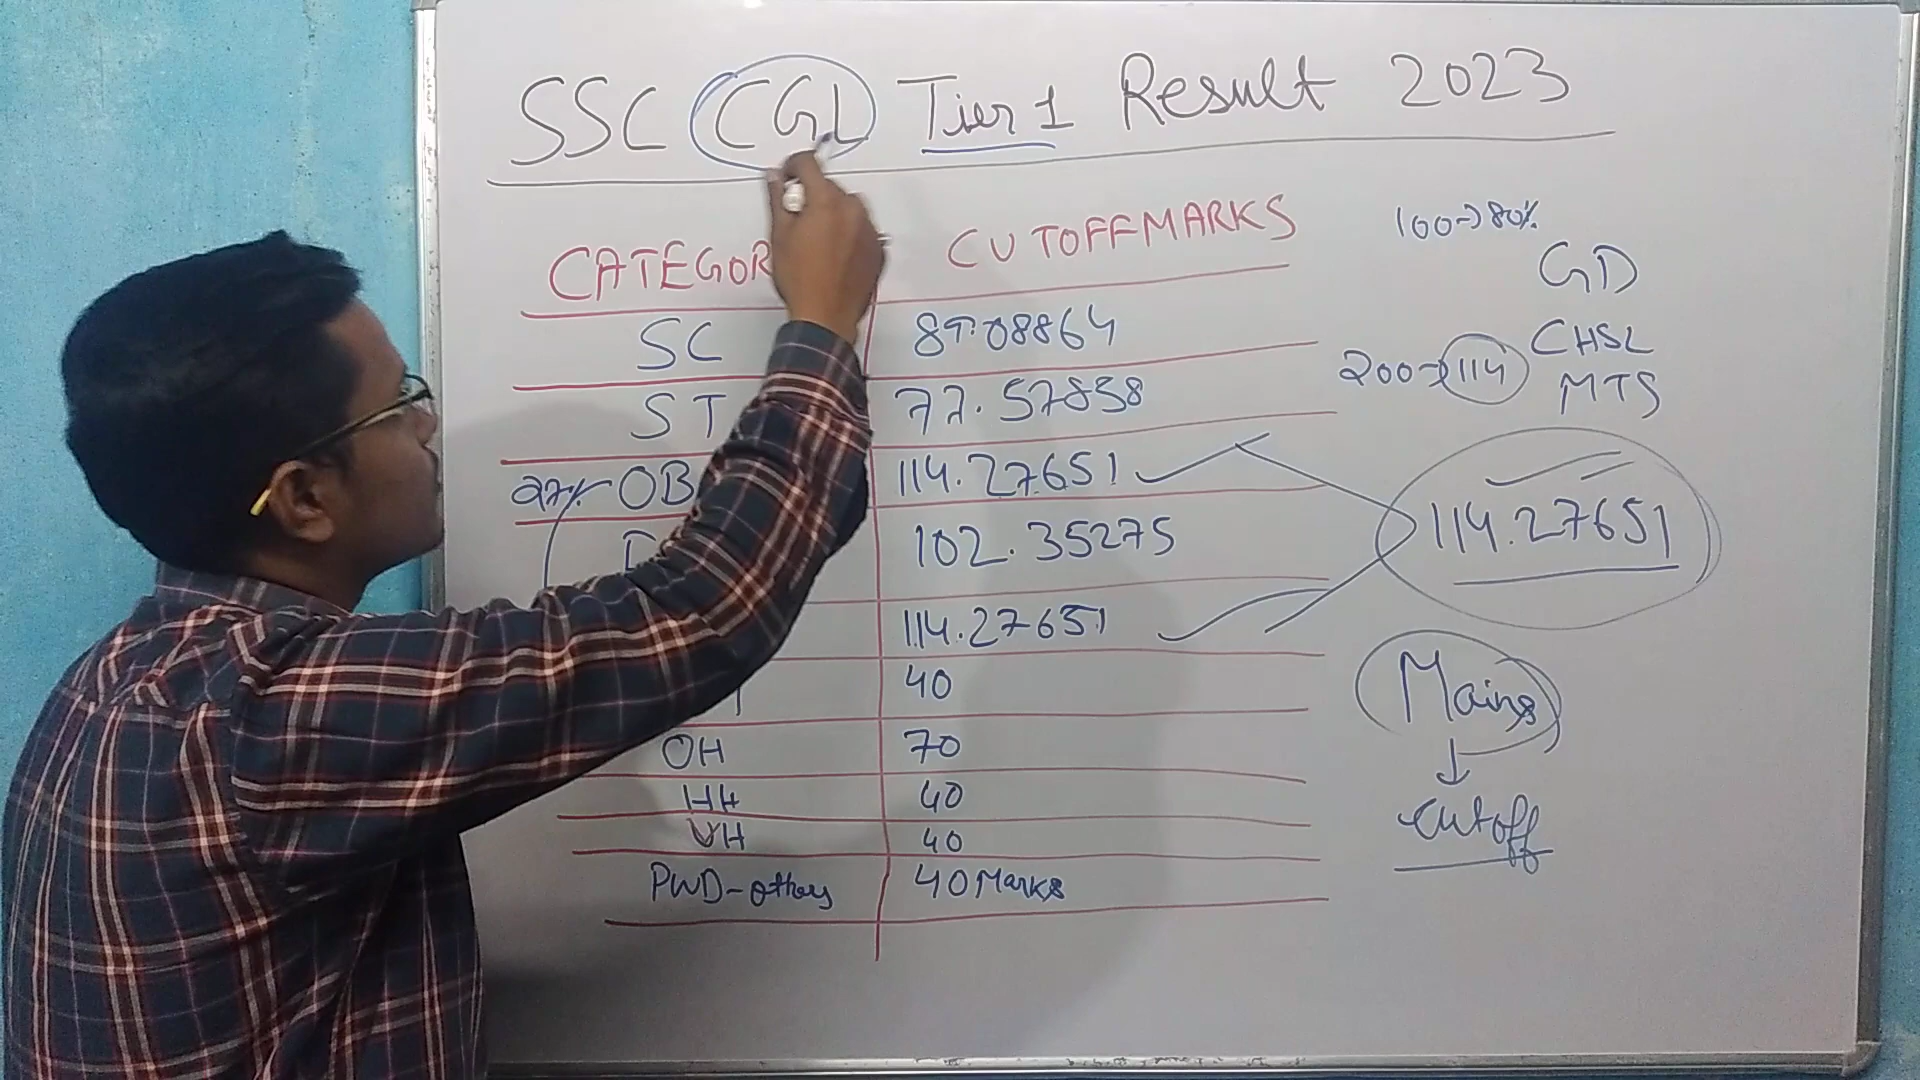 SSC CGL Tier 1 Result 2023
CATEGOR CUTOFFMARKS
SC 89.08864
ST 77.57858
27% OB 114.27651
102.35275
114.27651
40
OH 70
HH 40
VH 40
PWD-others 40 Marks
100→80%
GD
CHSL
200→114
MTS
114.27651
Mains
↓
cutoff